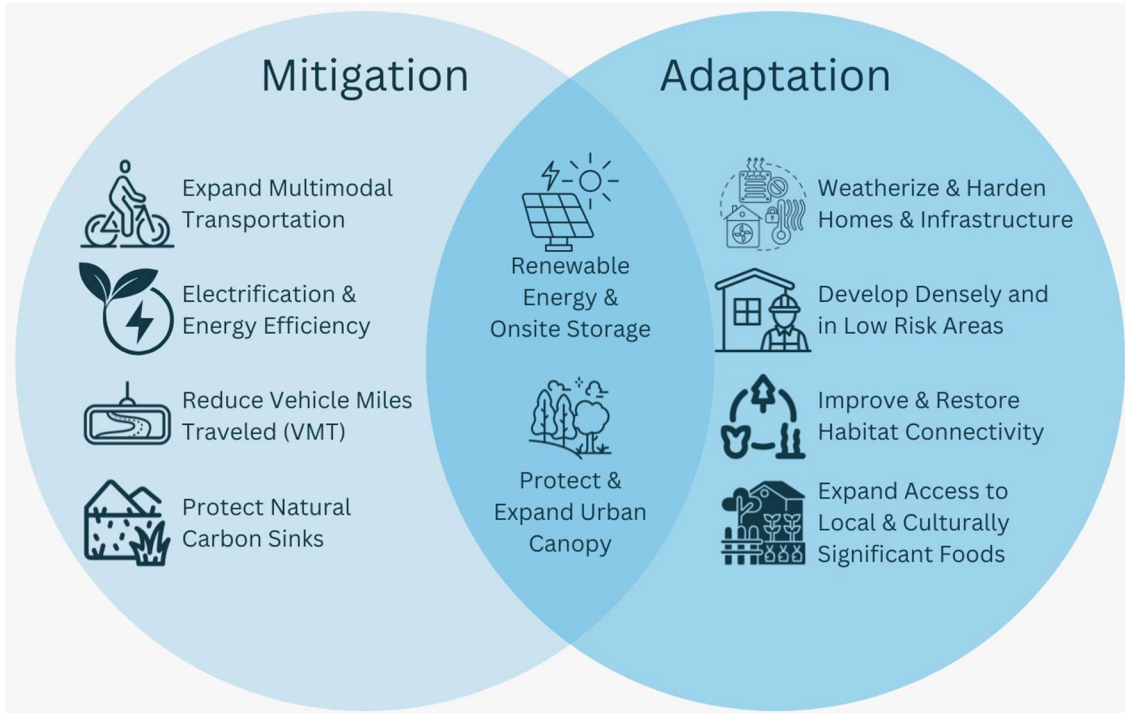 Mitigation
Adaptation
Expand Multimodal
Transportation
Electrification &
Energy Efficiency
Reduce Vehicle Miles
Traveled (VMT)
Protect Natural
Carbon Sinks
Renewable
Energy &
Onsite Storage
Protect &
Expand Urban
Canopy
Weatherize & Harden
Homes & Infrastructure
Develop Densely and
in Low Risk Areas
Improve & Restore
Habitat Connectivity
Expand Access to
Local & Culturally
Significant Foods